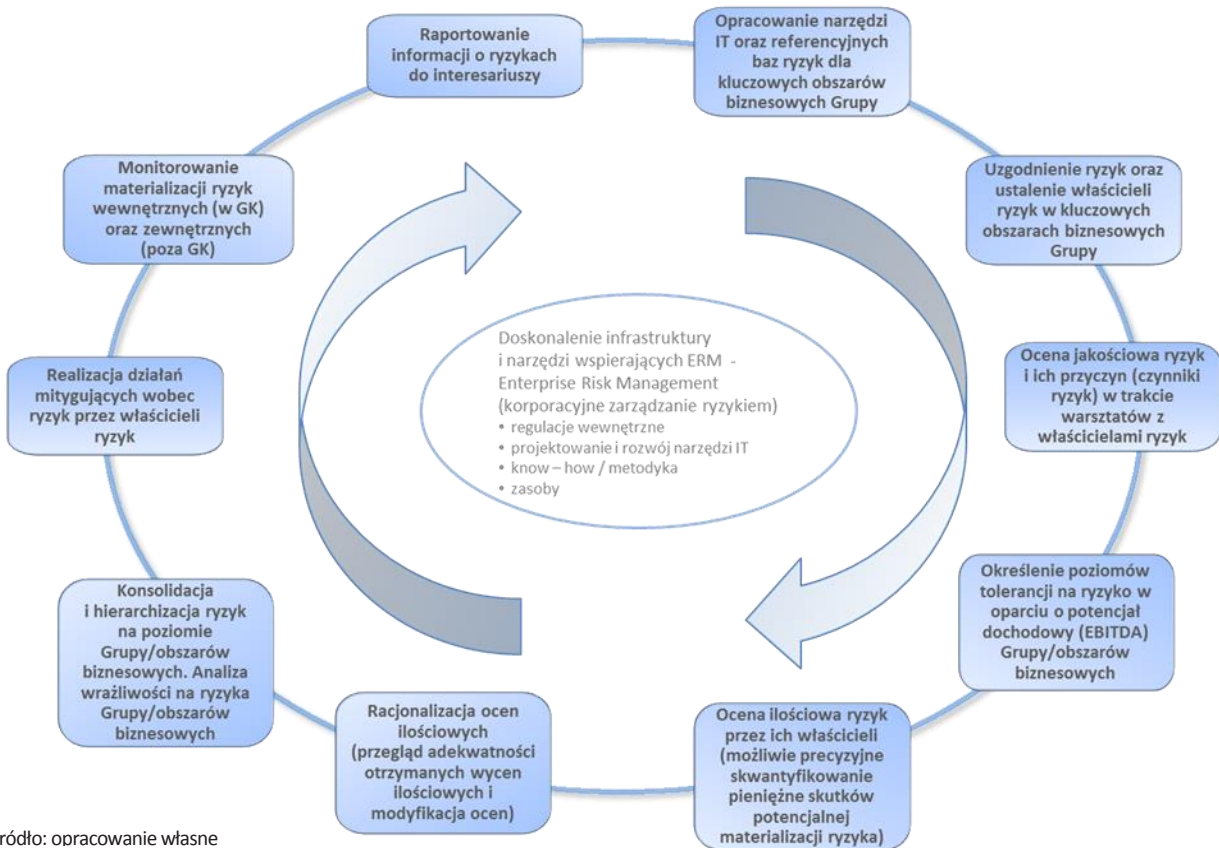 Raportowanie
informacji o ryzykach
do interesariuszy
Opracowanie narzędzi
IT oraz referencyjnych
baz ryzyk dla
kluczowych obszarów
biznesowych Grupy
Uzgodnienie ryzyk oraz
ustalenie właścicieli
ryzyk w kluczowych
obszarach biznesowych
Grupy
Ocena jakościowa ryzyk
i ich przyczyn (czynniki
ryzyk) w trakcie
warsztatów z
właścicielami ryzyk
Określenie poziomów
tolerancji na ryzyko w
oparciu o potencjał
dochodowy (EBITDA)
Grupy/obszarów
biznesowych
Ocena ilościowa ryzyk
przez ich właścicieli
(możliwie precyzyjne
skwantyfikowanie
pieniężne skutków
potencjalnej
materializacji ryzyka)
Racjonalizacja ocen
ilościowych
(przegląd adekwatności
otrzymanych wycen
ilościowych i
modyfikacja ocen)
Konsolidacja
i hierarchizacja ryzyk
na poziomie
Grupy/obszarów
biznesowych. Analiza
wrażliwości na ryzyka
Grupy/obszarów
biznesowych
Realizacja działań
mitygujących wobec
ryzyk przez właścicieli
ryzyk
Monitorowanie
materializacji ryzyk
wewnętrznych (w GK)
oraz zewnętrznych
(poza GK)
Doskonalenie infrastruktury
i narzędzi wspierających ERM -
Enterprise Risk Management
(korporacyjne zarządzanie ryzykiem)
• regulacje wewnętrzne
• projektowanie i rozwój narzędzi IT
• know – how / metodyka
• zasoby
ródło: opracowanie własne